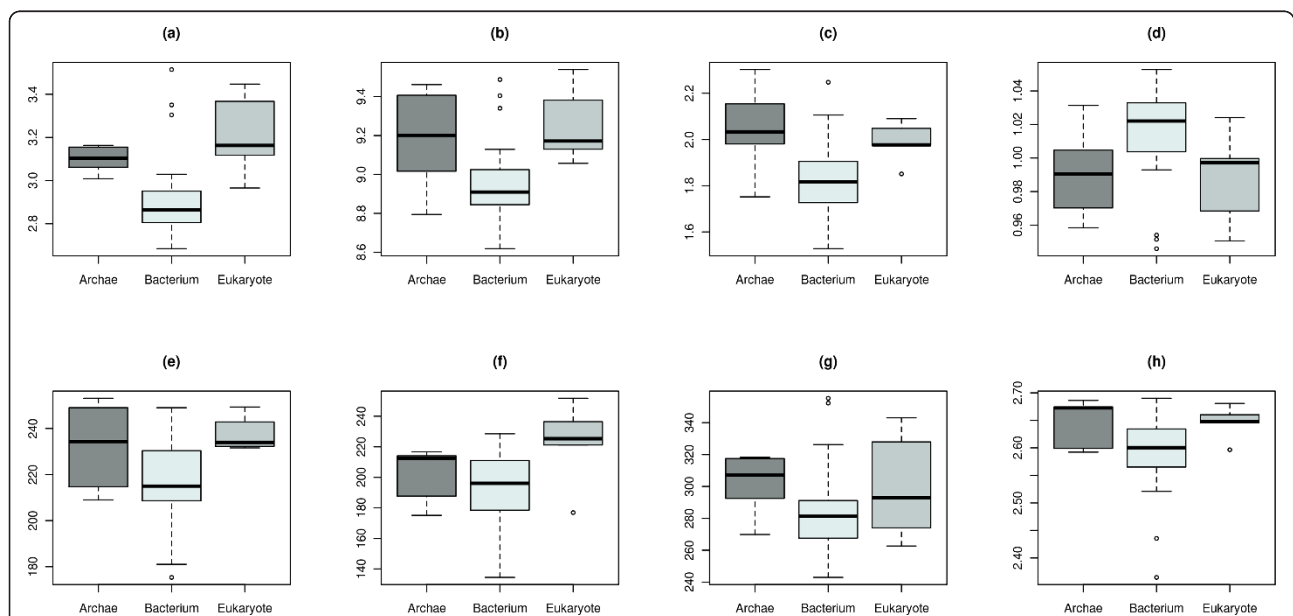 (a) (b) (c) (d)
3.4 3.2 3.0 2.8
9.4 9.2 9.0 8.8 8.6
2.2 2.0 1.8 1.6
1.04 1.02 1.00 0.98 0.96
Archae Bacterium Eukaryote Archae Bacterium Eukaryote Archae Bacterium Eukaryote Archae Bacterium Eukaryote
(e) (f) (g) (h)
240 220 200 180
240 220 200 180 160 140
340 320 300 280 260 240
2.70 2.60 2.50 2.40
Archae Bacterium Eukaryote Archae Bacterium Eukaryote Archae Bacterium Eukaryote Archae Bacterium Eukaryote